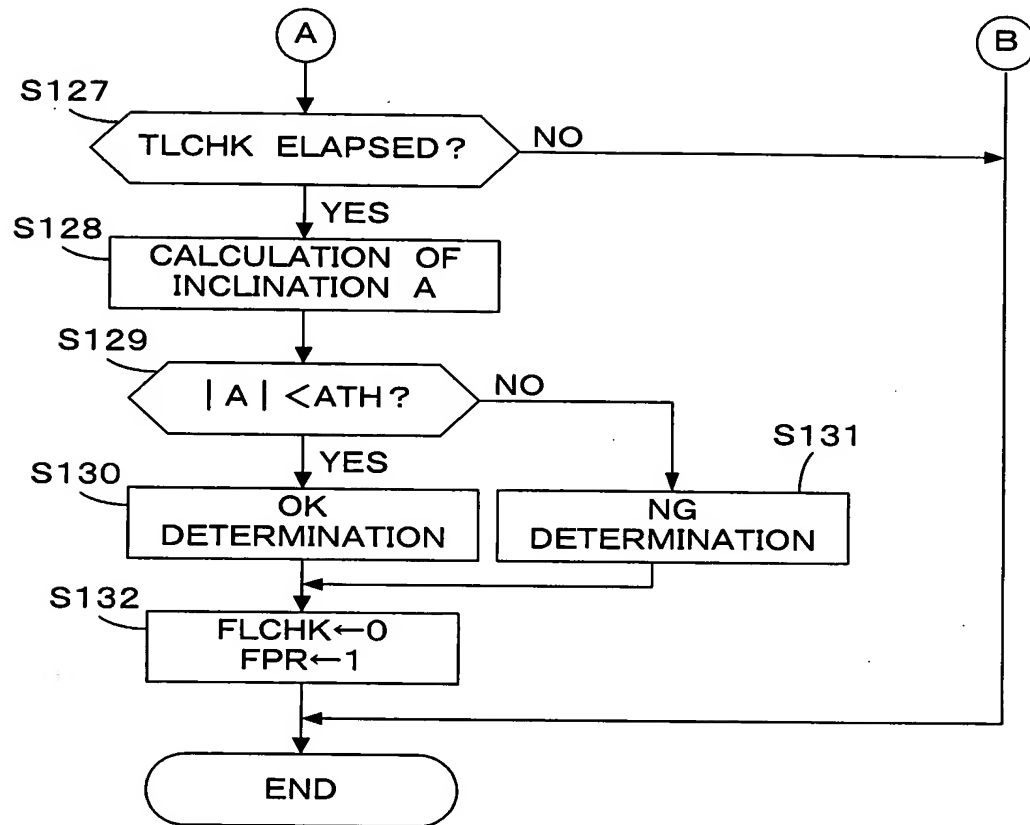 A
B
S127
TLCHK ELAPSED?
NO
YES
S128
CALCULATION OF
INCLINATION A
S129
|A|<ATH?
NO
YES
S131
S130
OK
DETERMINATION
NG
DETERMINATION
S132
FLCHK←0
FPR←1
END